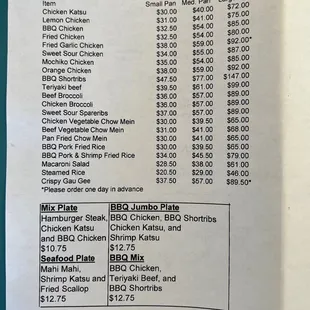 Item Small Pan Med. Pan
Chicken Katsu $30.00 $40.00 $72.00
Lemon Chicken $31.00 $41.00 $75.00
BBQ Chicken $32.50 $54.00 $85.00
Fried Chicken $32.50 $54.00 $80.00
Fried Garlic Chicken $38.00 $59.00 $92.00*
Sweet Sour Chicken $34.00 $55.00 $87.00
Mochiko Chicken $35.00 $54.00 $85.00
Orange Chicken $38.00 $59.00 $92.00
BBQ Shortribs $47.50 $77.00 $147.00
Teriyaki beef $39.50 $61.00 $99.00
Beef Broccoli $36.00 $57.00 $89.00
Chicken Broccoli $36.00 $57.00 $89.00
Sweet Sour Spareribs $37.00 $57.00 $89.00
Chicken Vegetable Chow Mein $30.00 $39.50 $65.00
Beef Vegetable Chow Mein $31.00 $41.00 $68.00
Pan Fried Chow Mein $30.00 $41.00 $65.00
BBQ Pork Fried Rice $30.00 $39.50 $65.00
BBQ Pork & Shrimp Fried Rice $34.00 $45.50 $79.00
Macaroni Salad $28.50 $38.00 $61.00
Steamed Rice $20.50 $29.00 $46.00
Crispy Gau Gee $37.50 $57.00 $89.50*
*Please order one day in advance
Mix Plate
Hamburger Steak,
Chicken Katsu
and BBQ Chicken
$10.75
BBQ Jumbo Plate
BBQ Chicken, BBQ Shortribs
Chicken Katsu, and
Shrimp Katsu
$12.75
Seafood Plate
Mahi Mahi,
Shrimp Katsu and
Fried Scallop
$12.75
BBQ Mix
BBQ Chicken,
Teriyaki Beef, and
BBQ Shortribs
$12.75